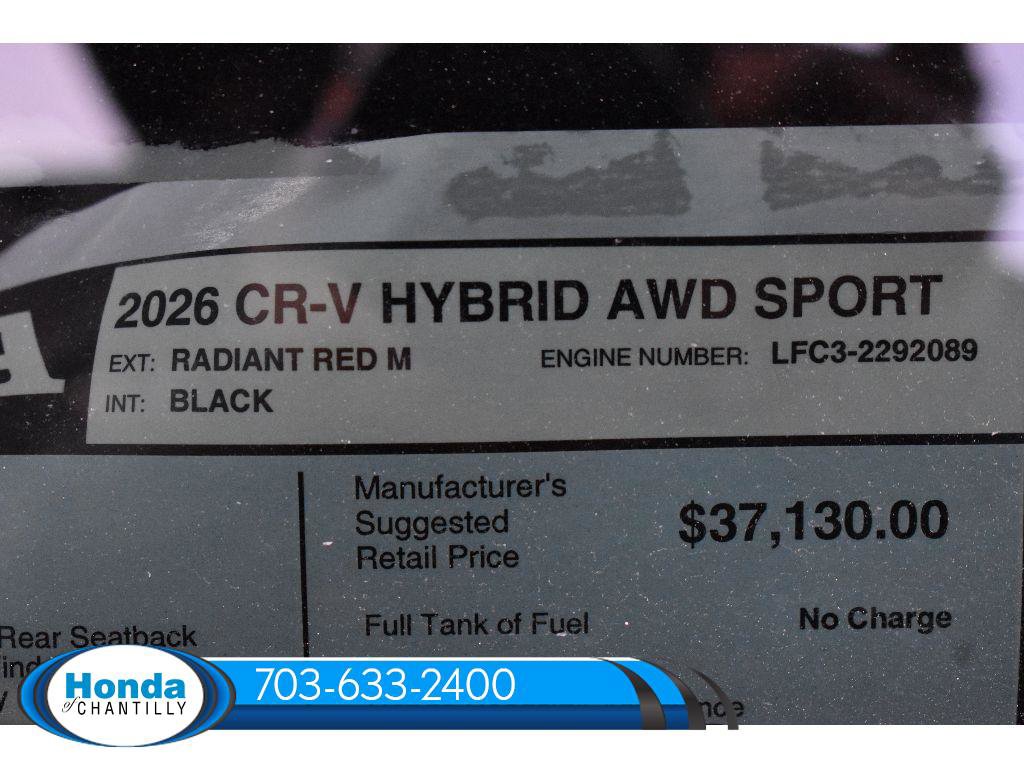 2026 CR-V HYBRID AWD SPORT
EXT: RADIANT RED M
ENGINE NUMBER: LFC3-2292089
INT: BLACK
Manufacturer's
Suggested
Retail Price
$37,130.00
Full Tank of Fuel
No Charge
Rear Seatback
Honda
of CHANTILLY
703-633-2400